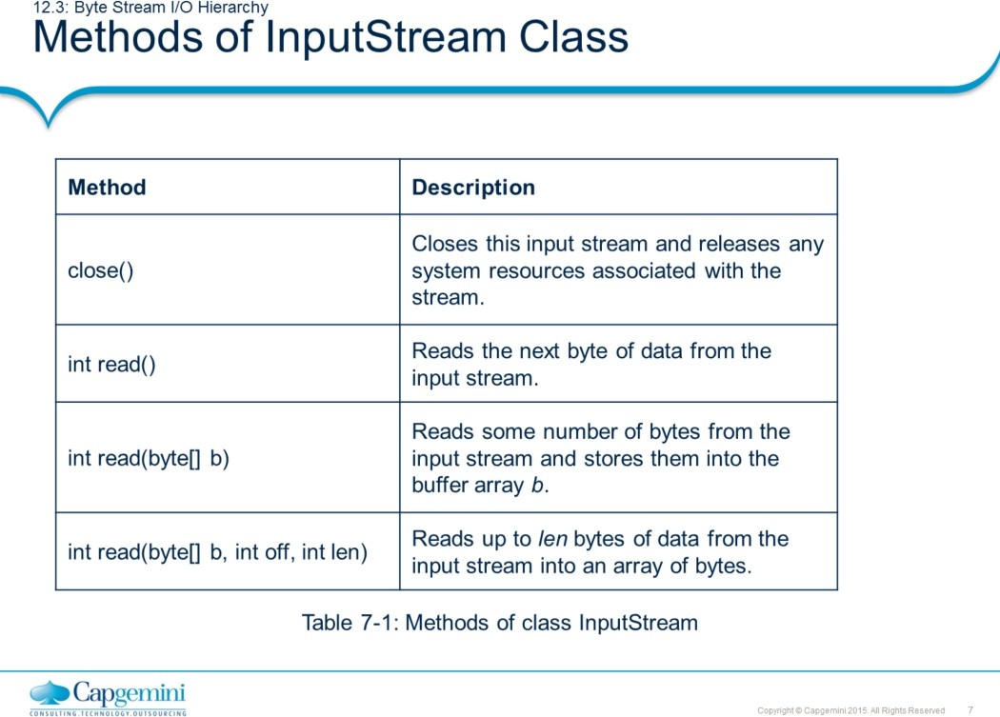 12.3: Byte Stream I/O Hierarchy
Methods of InputStream Class
Method
Description
close()
Closes this input stream and releases any
system resources associated with the
stream.
int read()
Reads the next byte of data from the
input stream.
int read(byte[] b)
Reads some number of bytes from the
input stream and stores them into the
buffer array b.
int read(byte[] b, int off, int len)
Reads up to len bytes of data from the
input stream into an array of bytes.
Table 7-1: Methods of class InputStream
Capgemini
CONSULTING.TECHNOLOGY.OUTSOURCING
Copyright © Capgemini 2015. All Rights Reserved
7